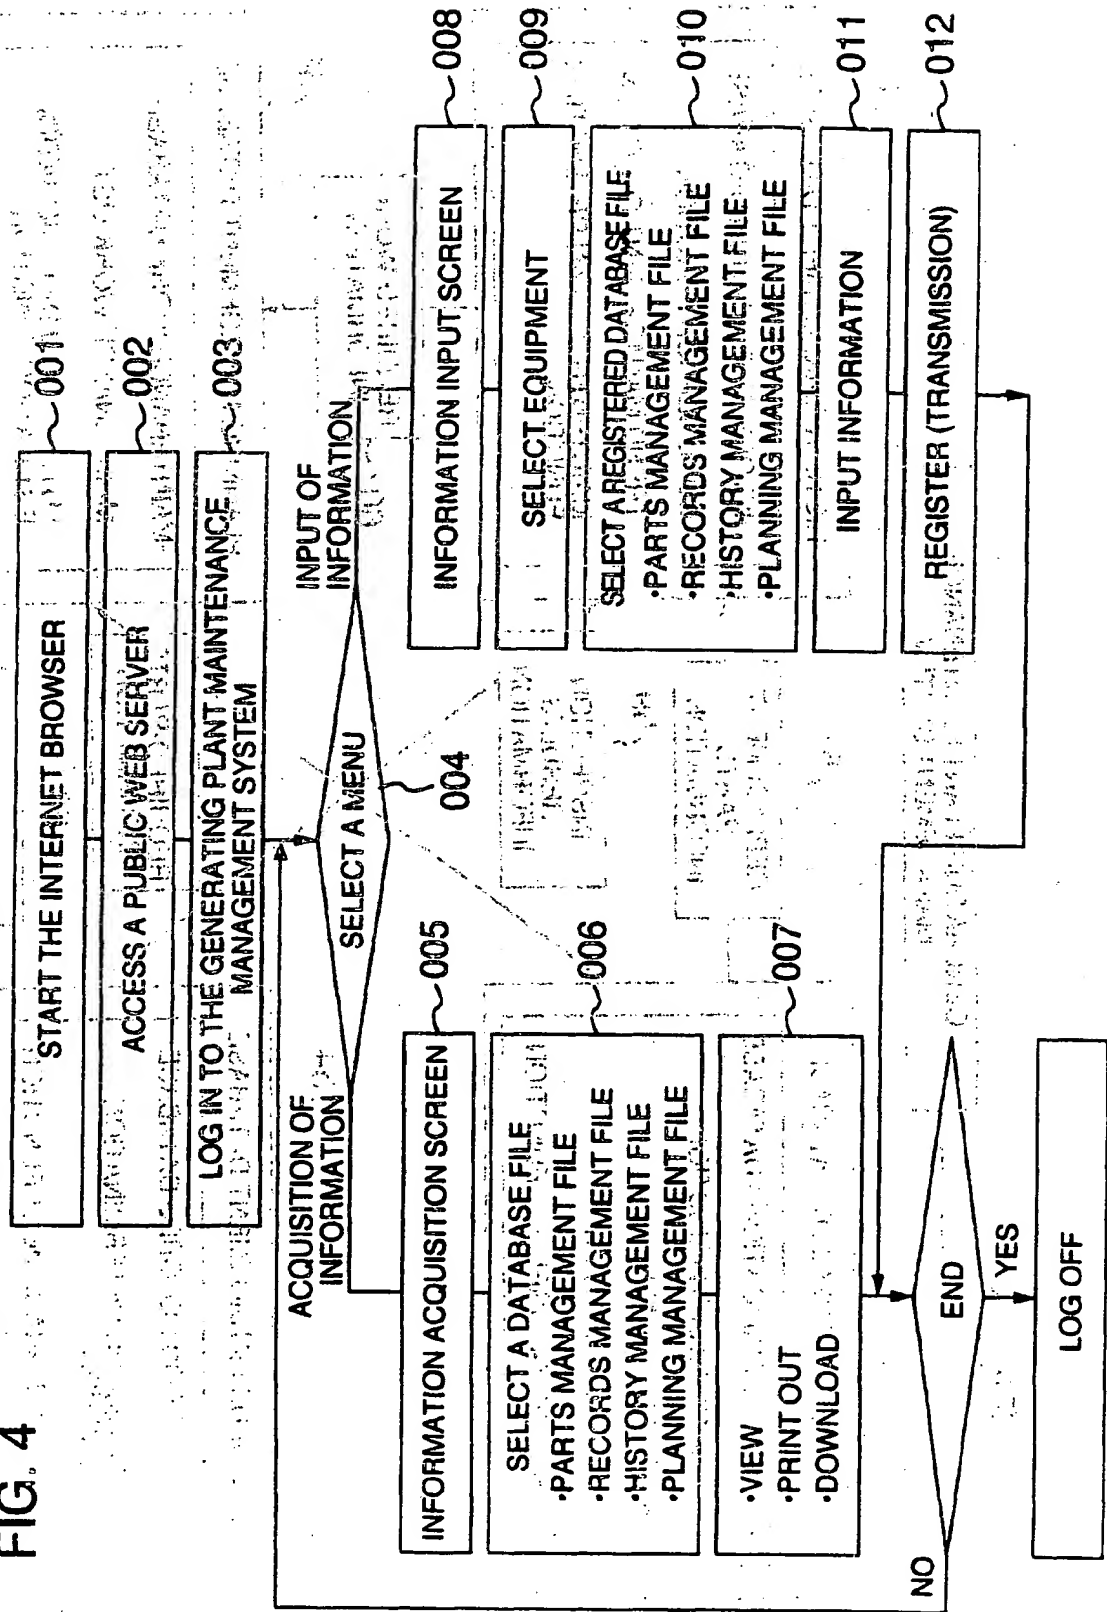 FIG. 4
START THE INTERNET BROWSER
001
ACCESS A PUBLIC WEB SERVER
002
LOG IN TO THE GENERATING PLANT MAINTENANCE
MANAGEMENT SYSTEM
003
SELECT A MENU
004
ACQUISITION OF
INFORMATION
INPUT OF
INFORMATION
INFORMATION ACQUISITION SCREEN
005
SELECT A DATABASE FILE
•PARTS MANAGEMENT FILE
•RECORDS MANAGEMENT FILE
•HISTORY MANAGEMENT FILE
•PLANNING MANAGEMENT FILE
006
•VIEW
•PRINT OUT
•DOWNLOAD
007
INFORMATION INPUT SCREEN
008
SELECT EQUIPMENT
009
SELECT A REGISTERED DATABASE FILE
•PARTS MANAGEMENT FILE
•RECORDS MANAGEMENT FILE
•HISTORY MANAGEMENT FILE
•PLANNING MANAGEMENT FILE
010
INPUT INFORMATION
011
REGISTER (TRANSMISSION)
012
END
NO
YES
LOG OFF